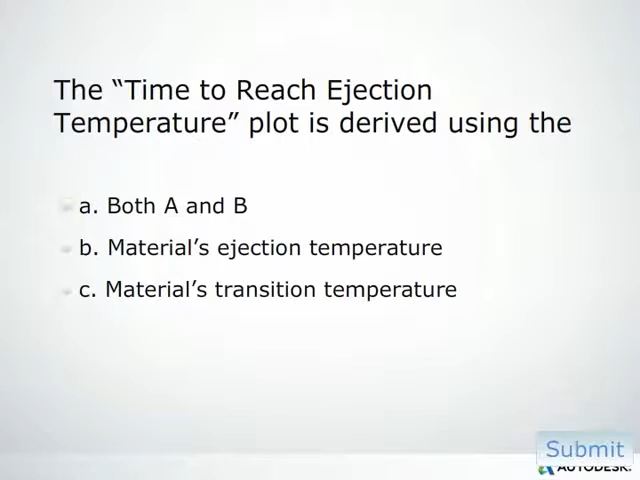 The “Time to Reach Ejection
Temperature” plot is derived using the
a. Both A and B
b. Material’s ejection temperature
c. Material’s transition temperature
Submit
AUTODESK.